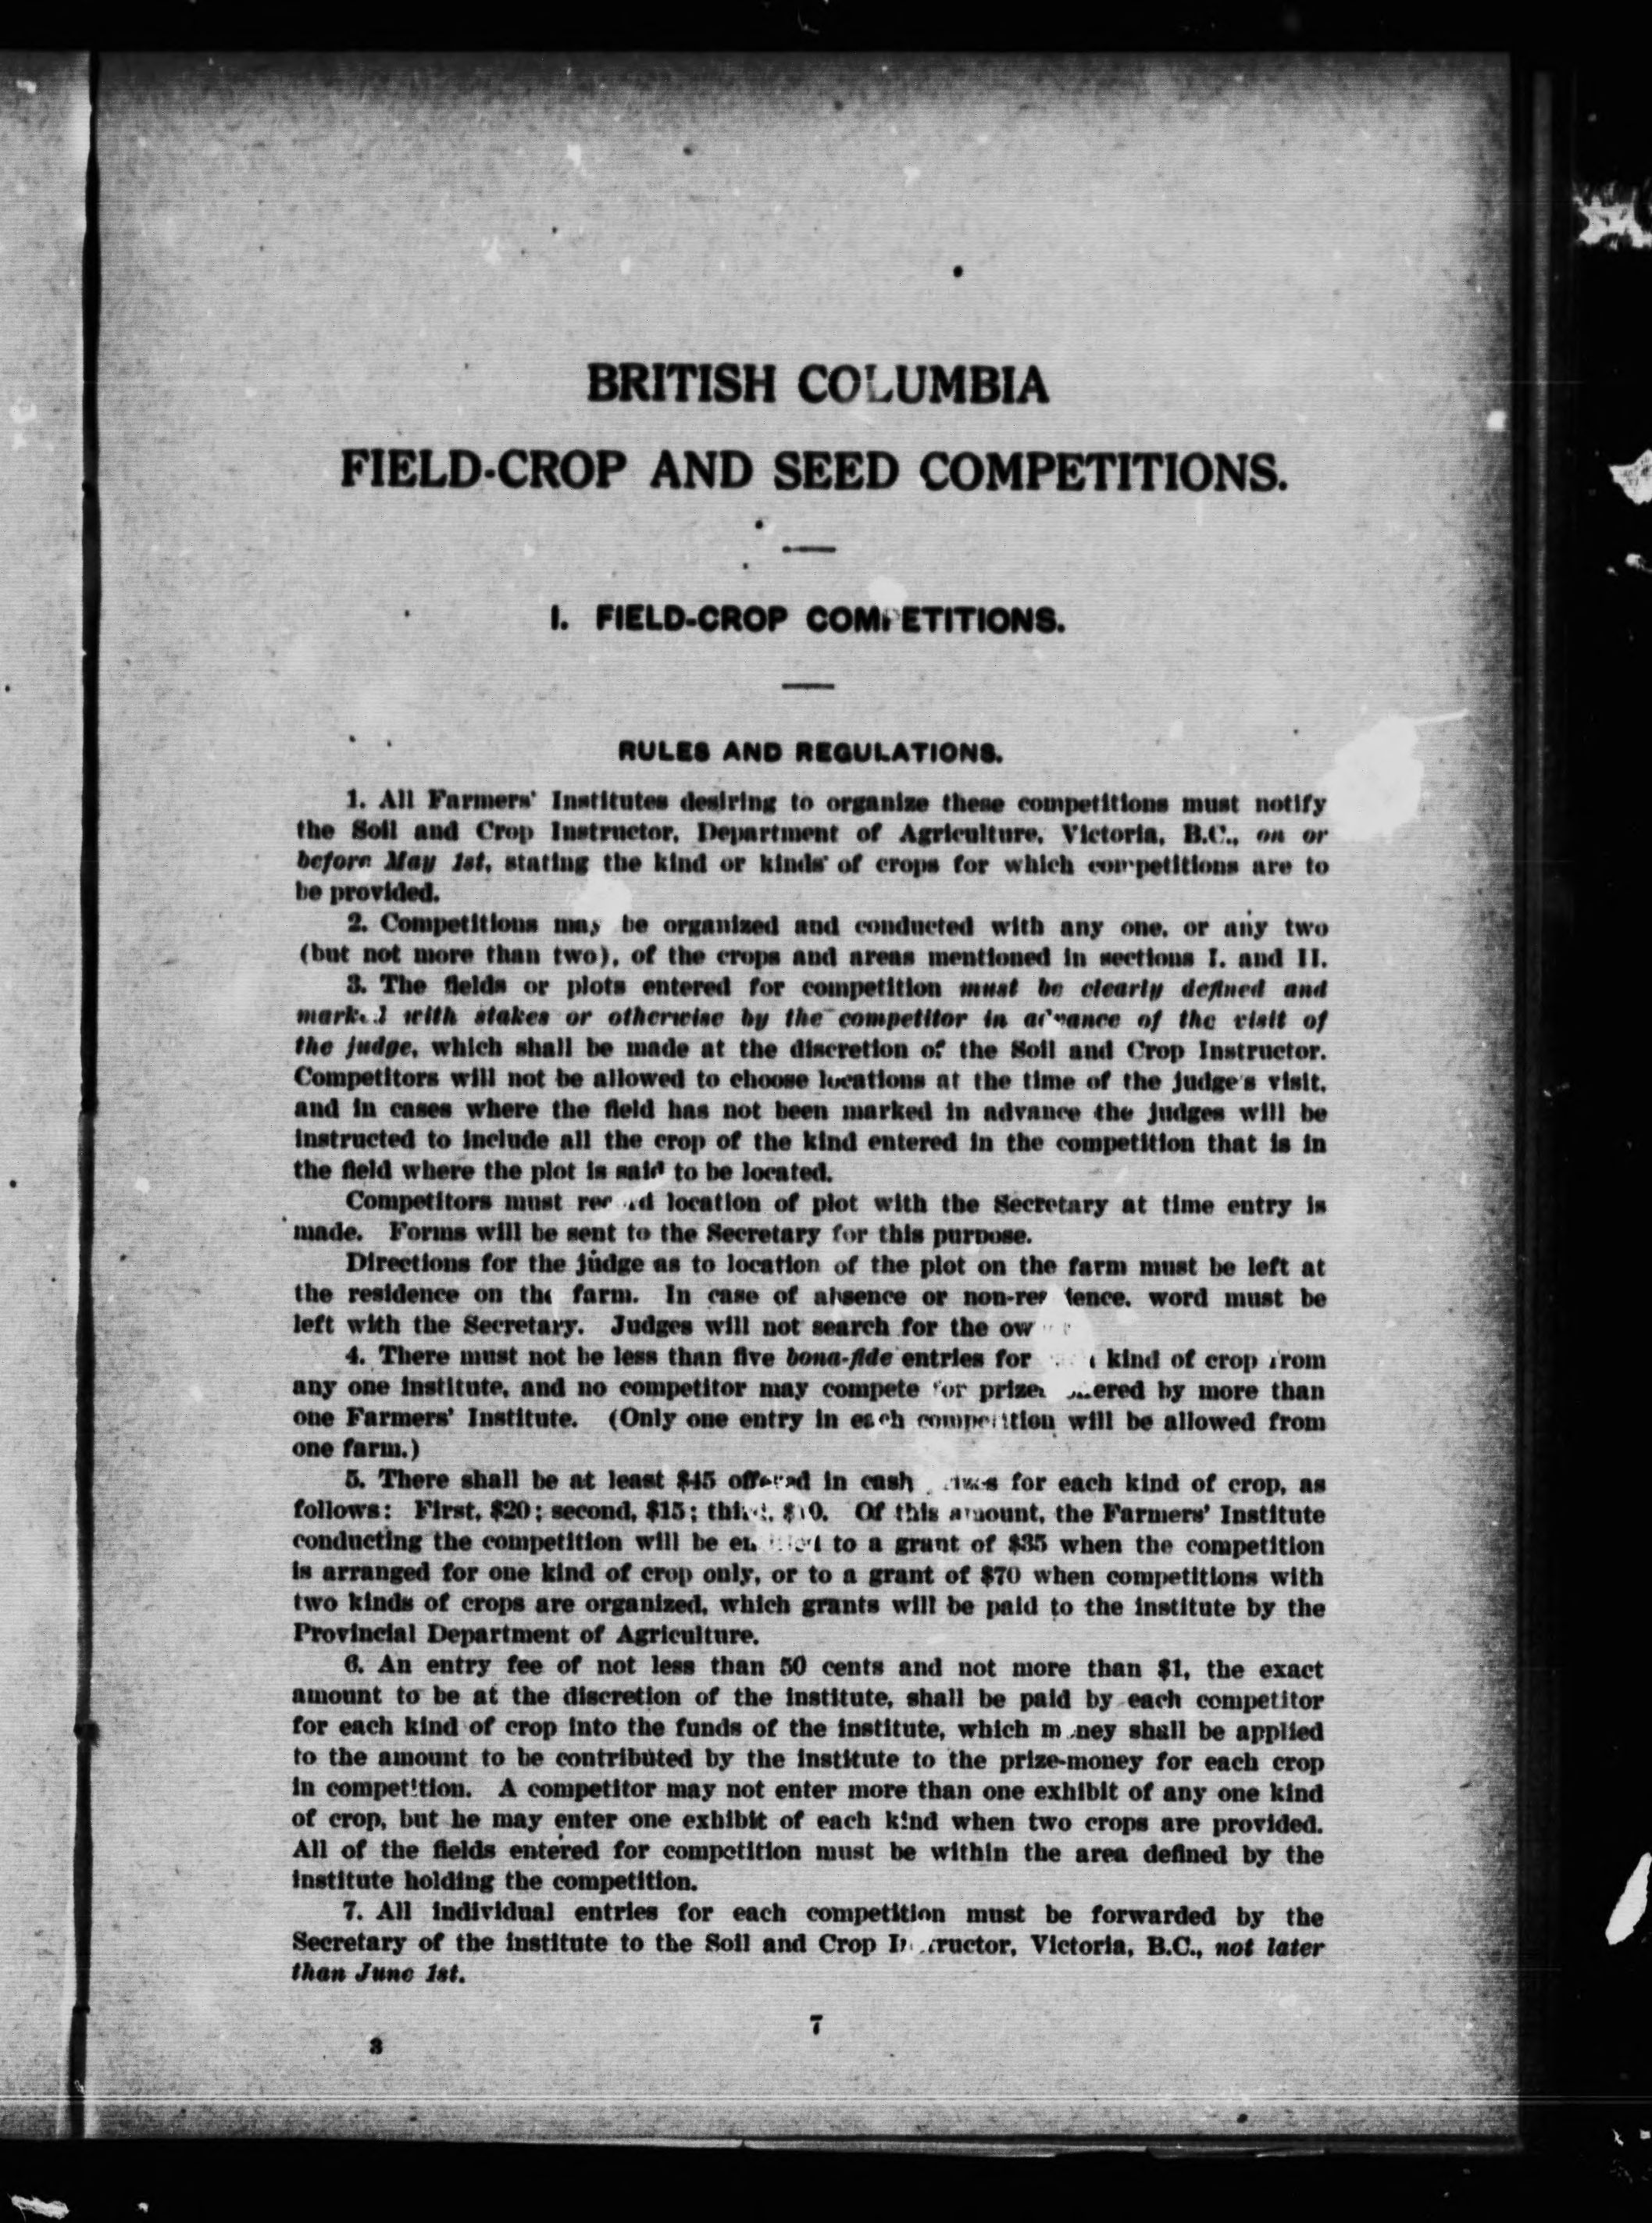 BRITISH COLUMBIA
FIELD-CROP AND SEED COMPETITIONS.
I. FIELD-CROP COMPETITIONS.
RULES AND REGULATIONS.
1. All Farmers' Institutes desiring to organize these competitions must notify
the Soil and Crop Instructor, Department of Agriculture, Victoria, B.C., on or
before May 1st, stating the kind or kinds of crops for which competitions are to
be provided.
2. Competitions may be organized and conducted with any one, or any two
(but not more than two), of the crops and areas mentioned in sections I. and II.
3. The fields or plots entered for competition must be clearly defined and
marked with stakes or otherwise by the competitor in advance of the visit of
the judge, which shall be made at the discretion of the Soil and Crop Instructor.
Competitors will not be allowed to choose locations at the time of the judge's visit,
and in cases where the field has not been marked in advance the judges will be
instructed to include all the crop of the kind entered in the competition that is in
the field where the plot is said to be located.
Competitors must record location of plot with the Secretary at time entry is
made. Forms will be sent to the Secretary for this purpose.
Directions for the judge as to location of the plot on the farm must be left at
the residence on the farm. In case of absence or non-residence, word must be
left with the Secretary. Judges will not search for the
4. There must not be less than five bona-fide entries for kind of crop from
any one institute, and no competitor may compete for prizes offered by more than
one Farmers' Institute. (Only one entry in each competition will be allowed from
one farm.)
5. There shall be at least $45 offered in cash prizes for each kind of crop, as
follows: First, $20; second, $15; third, $10. Of this amount, the Farmers' Institute
conducting the competition will be entitled to a grant of $35 when the competition
is arranged for one kind of crop only, or to a grant of $70 when competitions with
two kinds of crops are organized, which grants will be paid to the institute by the
Provincial Department of Agriculture.
6. An entry fee of not less than 50 cents and not more than $1, the exact
amount to be at the discretion of the institute, shall be paid by each competitor
for each kind of crop into the funds of the institute, which money shall be applied
to the amount to be contributed by the institute to the prize-money for each crop
in competition. A competitor may not enter more than one exhibit of any one kind
of crop, but he may enter one exhibit of each kind when two crops are provided.
All of the fields entered for competition must be within the area defined by the
institute holding the competition.
7. All individual entries for each competition must be forwarded by the
Secretary of the institute to the Soil and Crop Instructor, Victoria, B.C., not later
than June 1st.
7
3